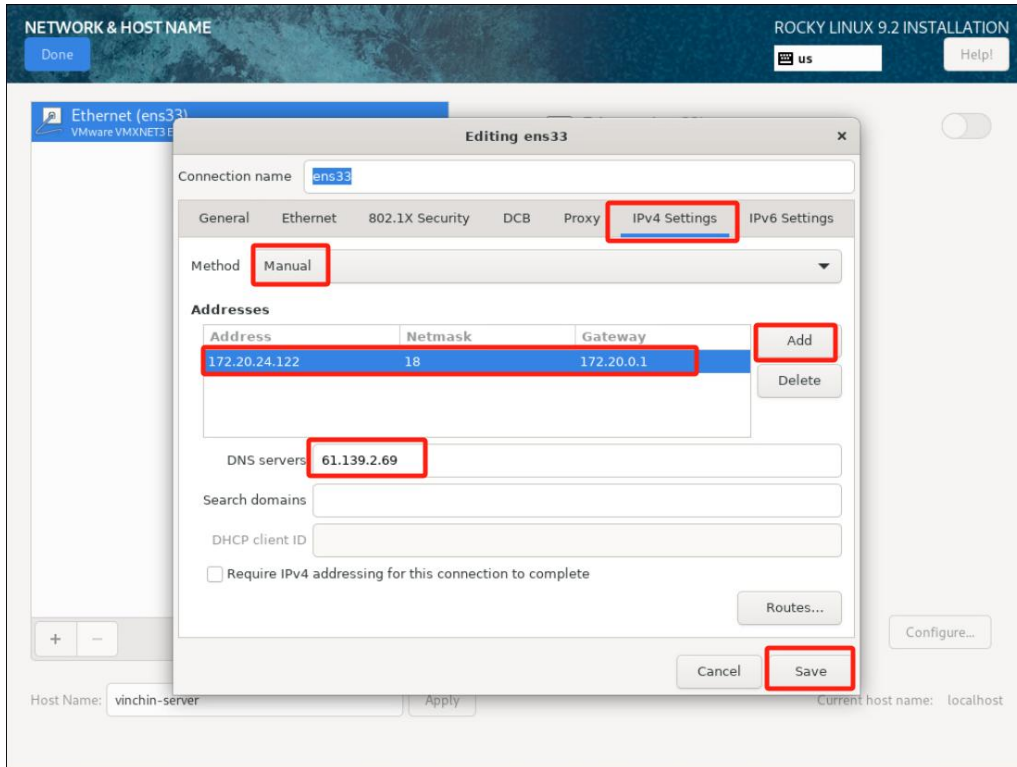 NETWORK & HOST NAME
ROCKY LINUX 9.2 INSTALLATION
Done
us
Help!
Ethernet (ens33)
VMware VMXNET3 E
Editing ens33
Connection name ens33
General Ethernet 802.1X Security DCB Proxy IPv4 Settings IPv6 Settings
Method Manual
Addresses
Address Netmask Gateway
172.20.24.122 18 172.20.0.1
Add
Delete
DNS servers 61.139.2.69
Search domains
DHCP client ID
Require IPv4 addressing for this connection to complete
Routes...
+ −
Configure...
Cancel Save
Host Name: vinchin-server Apply Current host name: localhost